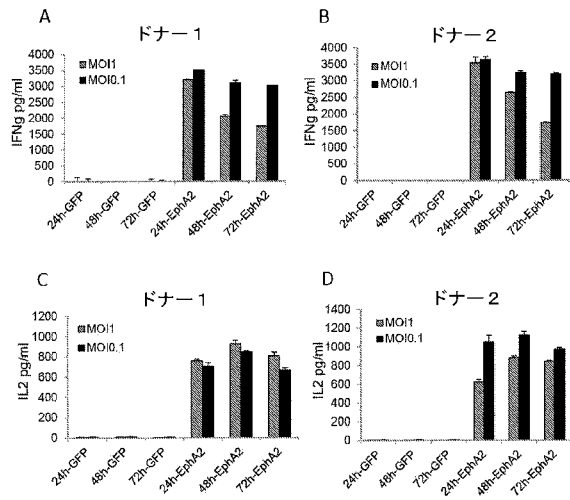 A
ドナー 1
IFNg pg/ml
4000
3500
3000
2500
2000
1500
1000
500
0
MOI1
MOI0.1
24h-GFP
48h-GFP
72h-GFP
24h-EphA2
48h-EphA2
72h-EphA2
B
ドナー 2
IFNg pg/ml
4000
3500
3000
2500
2000
1500
1000
500
0
MOI1
MOI0.1
24h-GFP
48h-GFP
72h-GFP
24h-EphA2
48h-EphA2
72h-EphA2
C
ドナー 1
IL2 pg/ml
1200
1000
800
600
400
200
0
MOI1
MOI0.1
24h-GFP
48h-GFP
72h-GFP
24h-EphA2
48h-EphA2
72h-EphA2
D
ドナー 2
IL2 pg/ml
1400
1200
1000
800
600
400
200
0
MOI1
MOI0.1
24h-GFP
48h-GFP
72h-GFP
24h-EphA2
48h-EphA2
72h-EphA2